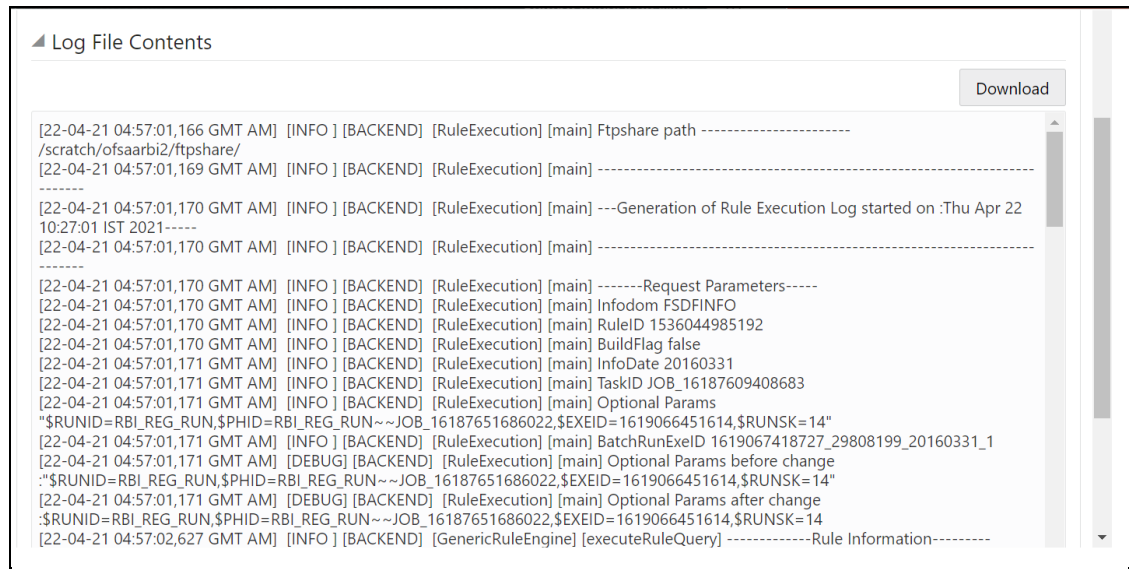 Log File Contents
Download
[22-04-21 04:57:01,166 GMT AM] [INFO ] [BACKEND] [RuleExecution] [main] Ftpshare path -----------------------
/scratch/ofsaarbi2/ftpshare/
[22-04-21 04:57:01,169 GMT AM] [INFO ] [BACKEND] [RuleExecution] [main] -------------------------------------------------------------------
-------
[22-04-21 04:57:01,170 GMT AM] [INFO ] [BACKEND] [RuleExecution] [main] ---Generation of Rule Execution Log started on :Thu Apr 22
10:27:01 IST 2021-----
[22-04-21 04:57:01,170 GMT AM] [INFO ] [BACKEND] [RuleExecution] [main] -------------------------------------------------------------------
-------
[22-04-21 04:57:01,170 GMT AM] [INFO ] [BACKEND] [RuleExecution] [main] -------Request Parameters-----
[22-04-21 04:57:01,170 GMT AM] [INFO ] [BACKEND] [RuleExecution] [main] Infodom FSDFINFO
[22-04-21 04:57:01,170 GMT AM] [INFO ] [BACKEND] [RuleExecution] [main] RuleID 1536044985192
[22-04-21 04:57:01,170 GMT AM] [INFO ] [BACKEND] [RuleExecution] [main] BuildFlag false
[22-04-21 04:57:01,171 GMT AM] [INFO ] [BACKEND] [RuleExecution] [main] InfoDate 20160331
[22-04-21 04:57:01,171 GMT AM] [INFO ] [BACKEND] [RuleExecution] [main] TaskID JOB_16187609408683
[22-04-21 04:57:01,171 GMT AM] [INFO ] [BACKEND] [RuleExecution] [main] Optional Params
"$RUNID=RBI_REG_RUN,$PHID=RBI_REG_RUN~~JOB_16187651686022,$EXEID=1619066451614,$RUNSK=14"
[22-04-21 04:57:01,171 GMT AM] [INFO ] [BACKEND] [RuleExecution] [main] BatchRunExeID 1619067418727_29808199_20160331_1
[22-04-21 04:57:01,171 GMT AM] [DEBUG] [BACKEND] [RuleExecution] [main] Optional Params before change
:"$RUNID=RBI_REG_RUN,$PHID=RBI_REG_RUN~~JOB_16187651686022,$EXEID=1619066451614,$RUNSK=14"
[22-04-21 04:57:01,171 GMT AM] [DEBUG] [BACKEND] [RuleExecution] [main] Optional Params after change
:$RUNID=RBI_REG_RUN,$PHID=RBI_REG_RUN~~JOB_16187651686022,$EXEID=1619066451614,$RUNSK=14
[22-04-21 04:57:02,627 GMT AM] [INFO ] [BACKEND] [GenericRuleEngine] [executeRuleQuery] -------------Rule Information---------